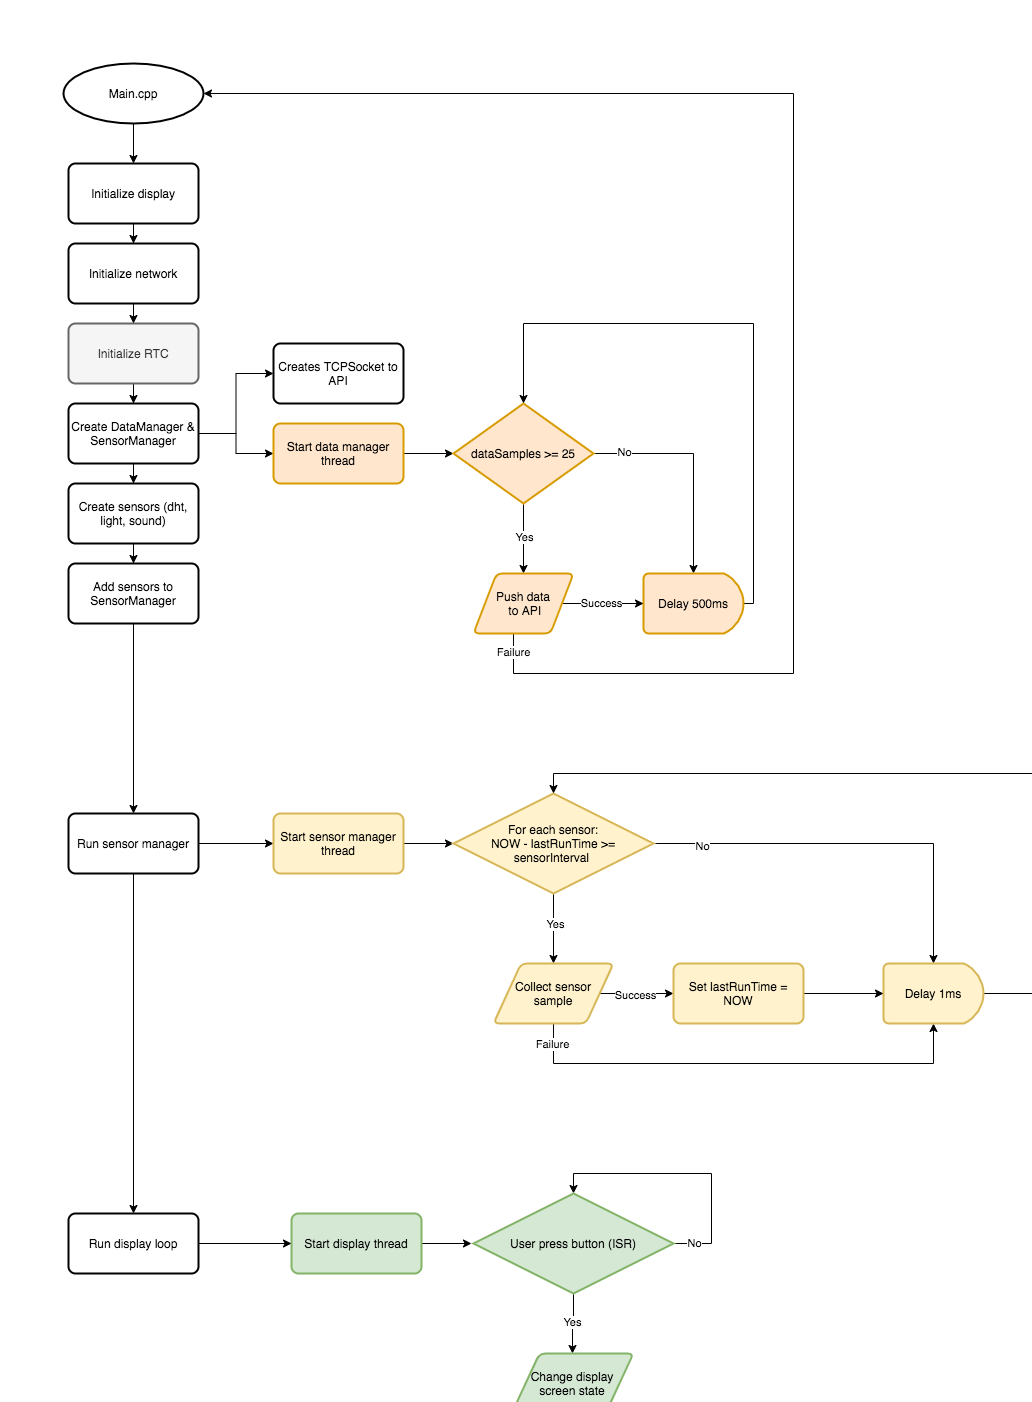 Main.cpp
Initialize display
Initialize network
Initialize RTC
Creates TCPSocket to
API
Create DataManager &
SensorManager
Start data manager
thread
dataSamples >= 25
No
Create sensors (dht,
light, sound)
Yes
Add sensors to
SensorManager
Push data
to API
Success
Delay 500ms
Failure
Run sensor manager
Start sensor manager
thread
For each sensor:
NOW - lastRunTime >=
sensorInterval
No
Yes
Collect sensor
sample
Success
Set lastRunTime =
NOW
Delay 1ms
Failure
Run display loop
Start display thread
User press button (ISR)
No
Yes
Change display
screen state